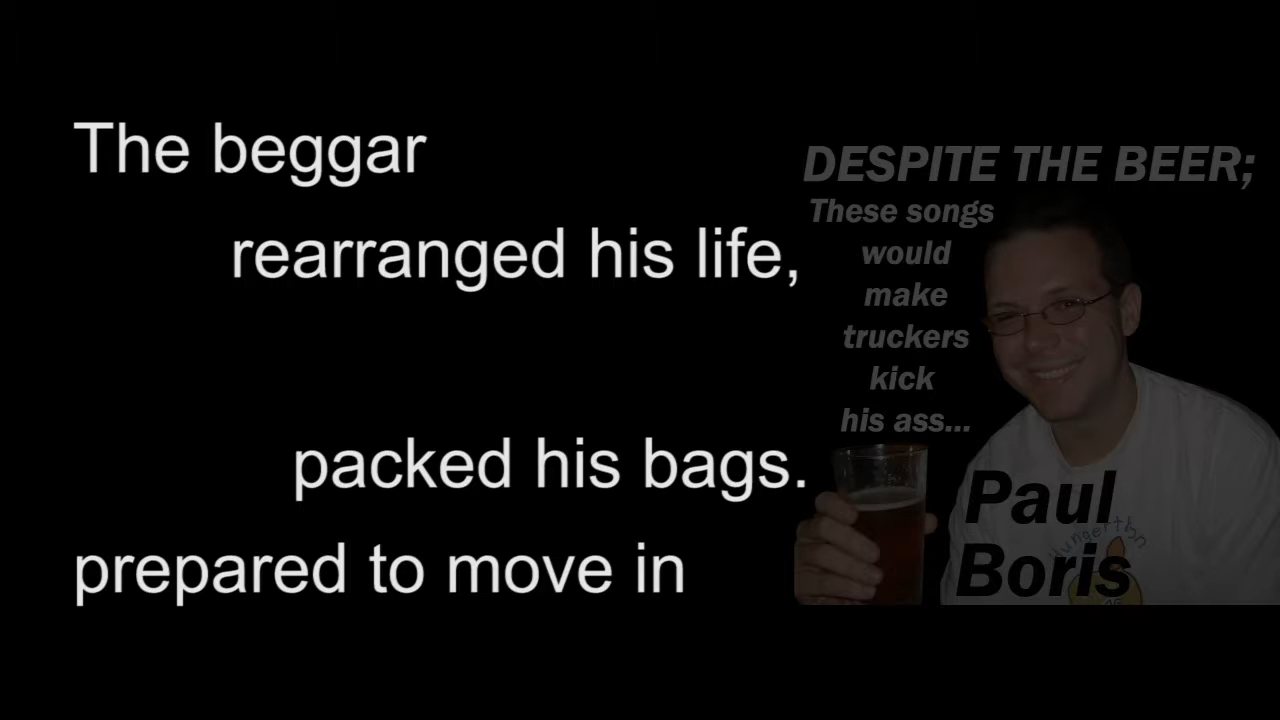 The beggar
rearranged his life,
packed his bags.
prepared to move in
DESPITE THE BEER;
These songs
would
make
truckers
kick
his ass...
Paul
Boris